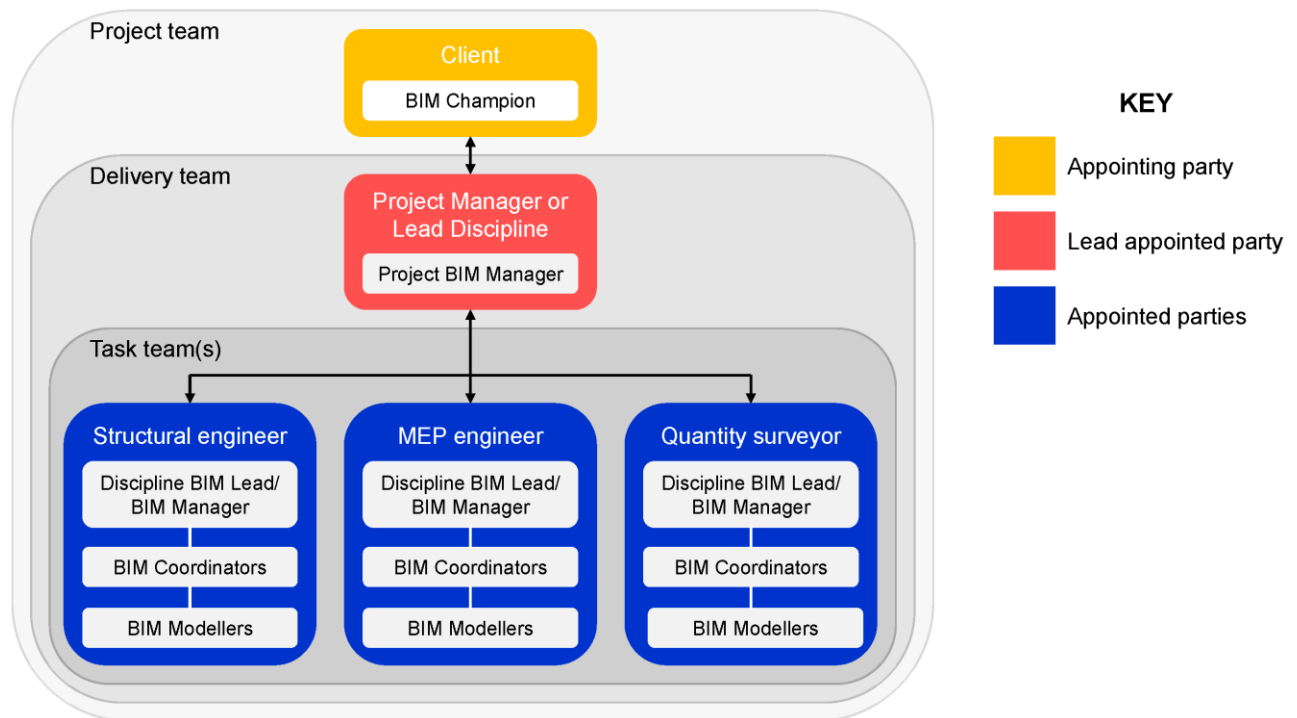 Project team
Client
BIM Champion
Delivery team
Project Manager or
Lead Discipline
Project BIM Manager
Task team(s)
Structural engineer
Discipline BIM Lead/
BIM Manager
BIM Coordinators
BIM Modellers
MEP engineer
Discipline BIM Lead/
BIM Manager
BIM Coordinators
BIM Modellers
Quantity surveyor
Discipline BIM Lead/
BIM Manager
BIM Coordinators
BIM Modellers
KEY
Appointing party
Lead appointed party
Appointed parties